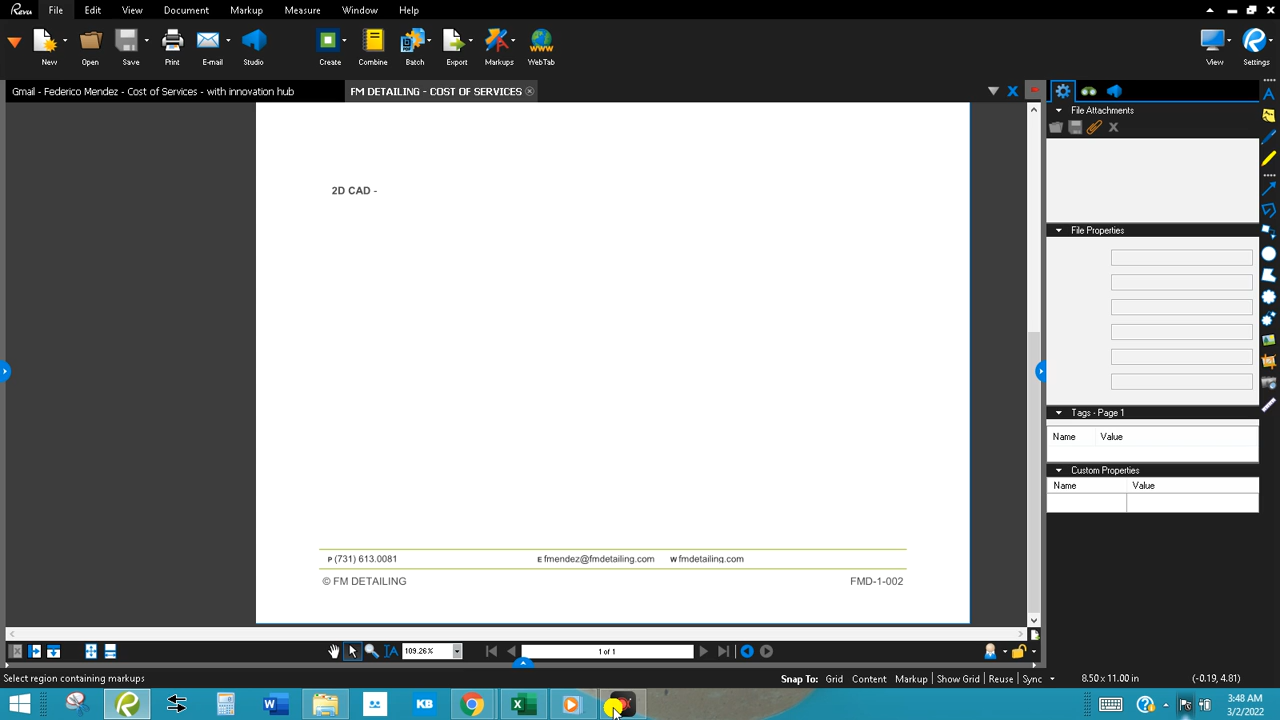 Revu File Edit View Document Markup Measure Window Help
New Open Save Print E-mail Studio Create Combine Batch Export Markups WebTab View Settings
Gmail - Federico Mendez - Cost of Services - with innovation hub FM DETAILING - COST OF SERVICES
File Attachments
2D CAD -
File Properties
Tags - Page 1
Name Value
Custom Properties
Name Value
P (731) 613.0081 E fmendez@fmdetailing.com W fmdetailing.com
© FM DETAILING FMD-1-002
109.26% 1 of 1
Select region containing markups Snap To: Grid Content Markup Show Grid Reuse Sync 8.50 x 11.00 in (-0.19, 4.81)
KB
3:48 AM
3/2/2022